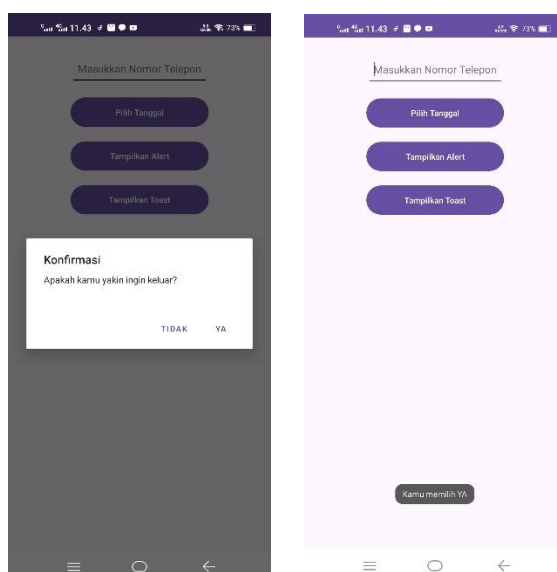 11.43
73%
Masukkan Nomor Telepon
Pilih Tanggal
Tampilkan Alert
Tampilkan Toast
Konfirmasi
Apakah kamu yakin ingin keluar?
TIDAK YA
11.43
73%
Masukkan Nomor Telepon
Pilih Tanggal
Tampilkan Alert
Tampilkan Toast
Kamu memilih YA